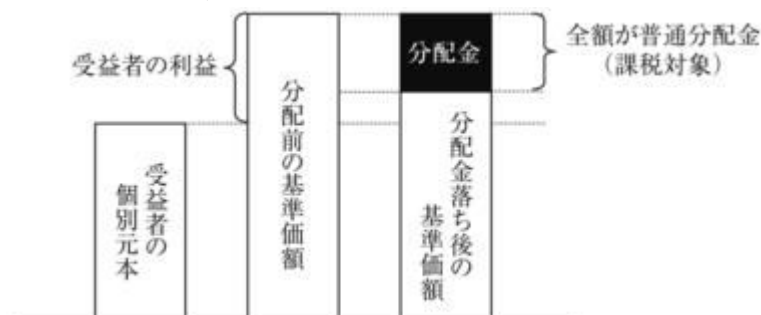 受益者の利益
分配金
全額が普通分配金
（課税対象）
受益者の
個別元本
分配前の基準価額
分配金落ち後の
基準価額